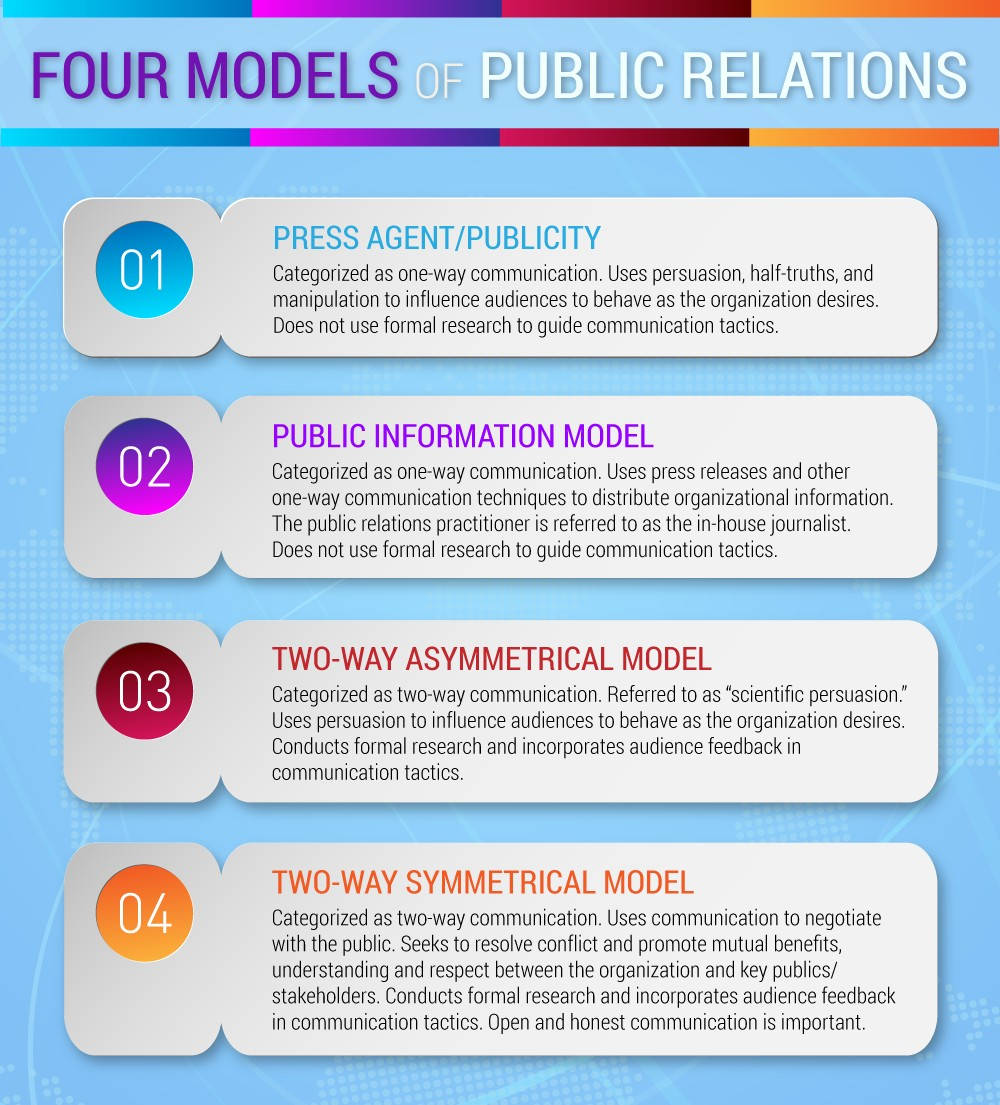 FOUR MODELS OF PUBLIC RELATIONS
01
PRESS AGENT/PUBLICITY
Categorized as one-way communication. Uses persuasion, half-truths, and
manipulation to influence audiences to behave as the organization desires.
Does not use formal research to guide communication tactics.
02
PUBLIC INFORMATION MODEL
Categorized as one-way communication. Uses press releases and other
one-way communication techniques to distribute organizational information.
The public relations practitioner is referred to as the in-house journalist.
Does not use formal research to guide communication tactics.
03
TWO-WAY ASYMMETRICAL MODEL
Categorized as two-way communication. Referred to as “scientific persuasion.”
Uses persuasion to influence audiences to behave as the organization desires.
Conducts formal research and incorporates audience feedback in
communication tactics.
04
TWO-WAY SYMMETRICAL MODEL
Categorized as two-way communication. Uses communication to negotiate
with the public. Seeks to resolve conflict and promote mutual benefits,
understanding and respect between the organization and key publics/
stakeholders. Conducts formal research and incorporates audience feedback
in communication tactics. Open and honest communication is important.